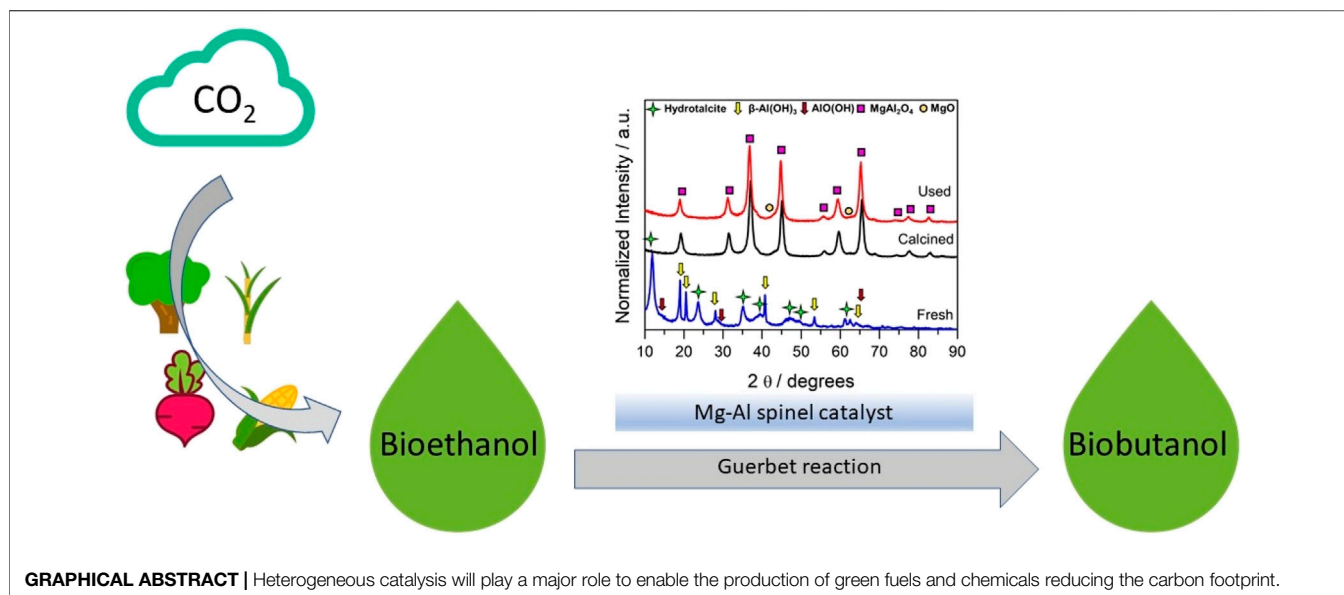 CO₂
Bioethanol
Hydrotalcite β-Al(OH)₃ AlO(OH) MgAl₂O₄ MgO
Normalized Intensity / a.u.
Used
Calcined
Fresh
10 20 30 40 50 60 70 80 90
2 θ / degrees
Mg-Al spinel catalyst
Guerbet reaction
Biobutanol
GRAPHICAL ABSTRACT | Heterogeneous catalysis will play a major role to enable the production of green fuels and chemicals reducing the carbon footprint.